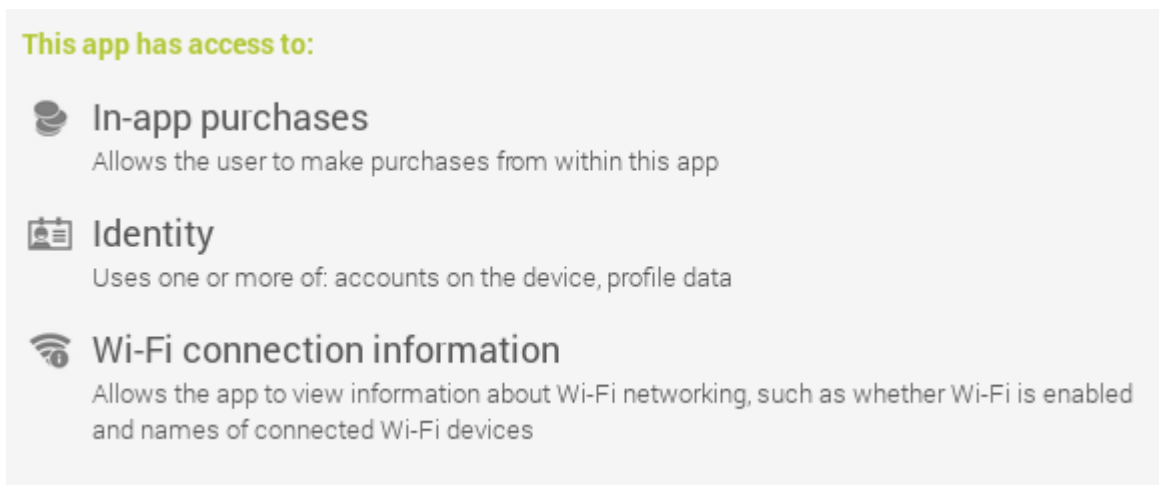 This app has access to:
In-app purchases
Allows the user to make purchases from within this app
Identity
Uses one or more of: accounts on the device, profile data
Wi-Fi connection information
Allows the app to view information about Wi-Fi networking, such as whether Wi-Fi is enabled
and names of connected Wi-Fi devices